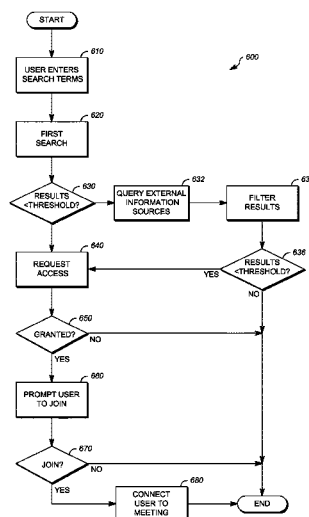 START
610
USER ENTERS
SEARCH TERMS
600
620
FIRST
SEARCH
630
RESULTS
<THRESHOLD?
632
QUERY EXTERNAL
INFORMATION
SOURCES
FILTER
RESULTS
640
REQUEST
ACCESS
636
RESULTS
<THRESHOLD?
YES
NO
650
GRANTED?
NO
YES
660
PROMPT USER
TO JOIN
670
JOIN?
NO
YES
680
CONNECT
USER TO
MEETING
END